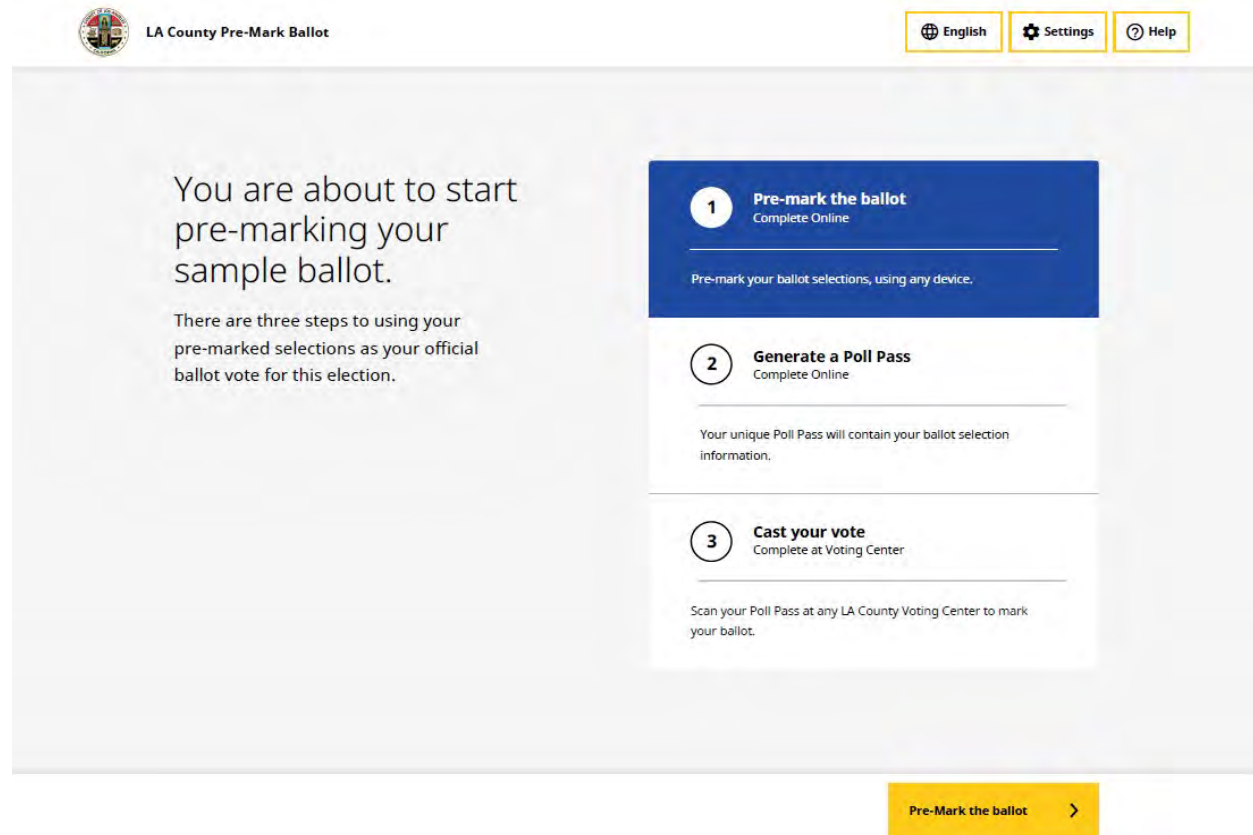 LA County Pre-Mark Ballot
English
Settings
Help
You are about to start
pre-marking your
sample ballot.
There are three steps to using your
pre-marked selections as your official
ballot vote for this election.
1
Pre-mark the ballot
Complete Online
Pre-mark your ballot selections, using any device.
2
Generate a Poll Pass
Complete Online
Your unique Poll Pass will contain your ballot selection
information.
3
Cast your vote
Complete at Voting Center
Scan your Poll Pass at any LA County Voting Center to mark
your ballot.
Pre-Mark the ballot